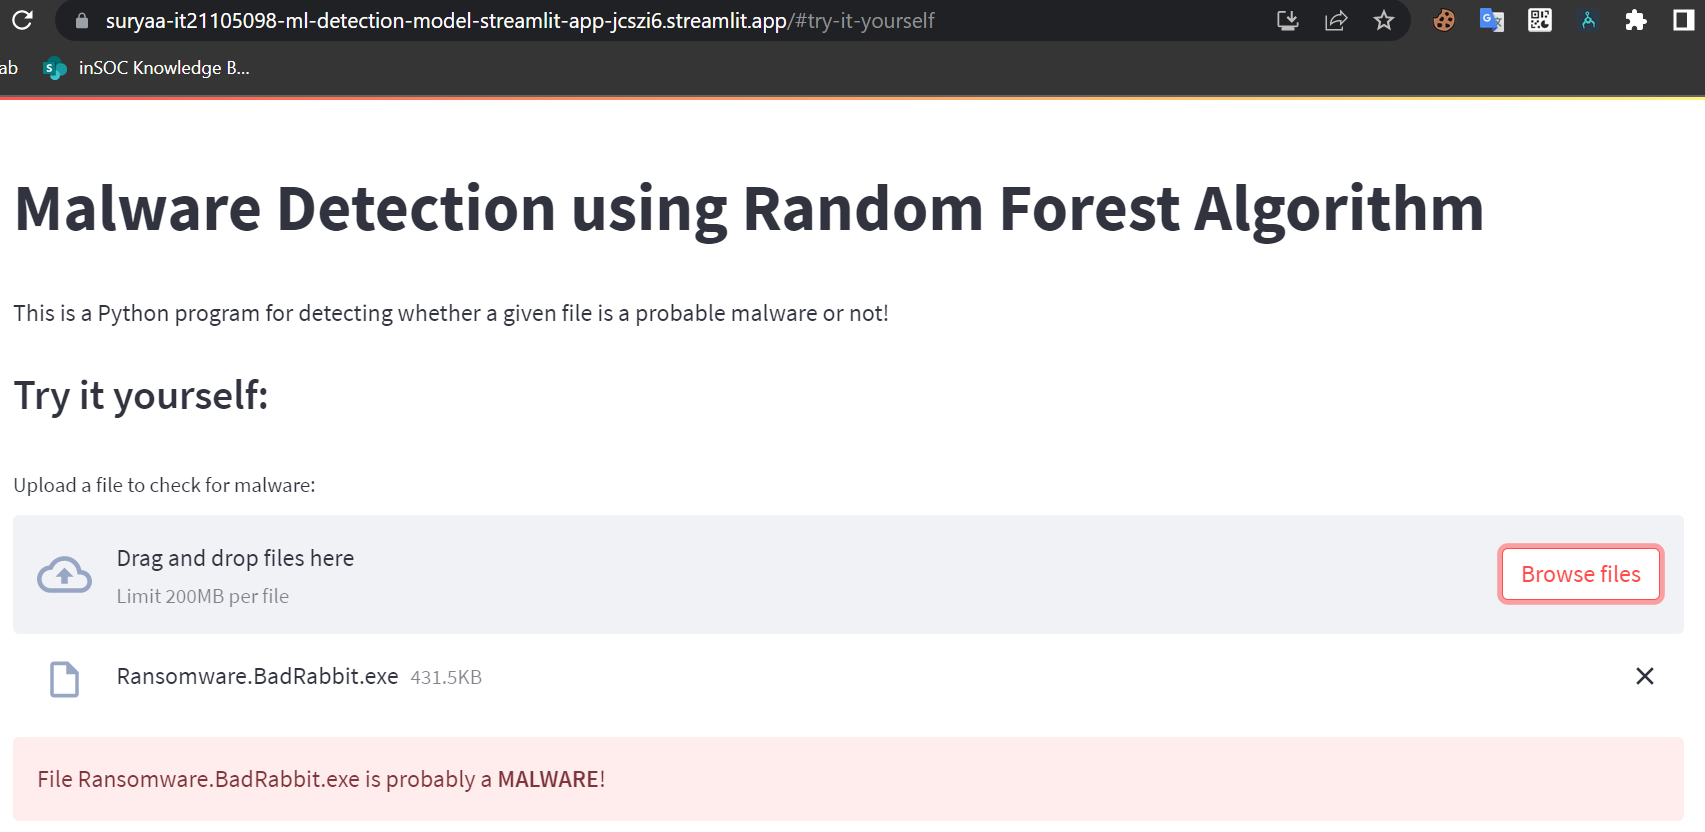 suryaa-it21105098-ml-detection-model-streamlit-app-jcszi6.streamlit.app/#try-it-yourself
ab inSOC Knowledge B...
Malware Detection using Random Forest Algorithm
This is a Python program for detecting whether a given file is a probable malware or not!
Try it yourself:
Upload a file to check for malware:
Drag and drop files here
Limit 200MB per file
Browse files
Ransomware.BadRabbit.exe 431.5KB
File Ransomware.BadRabbit.exe is probably a MALWARE!